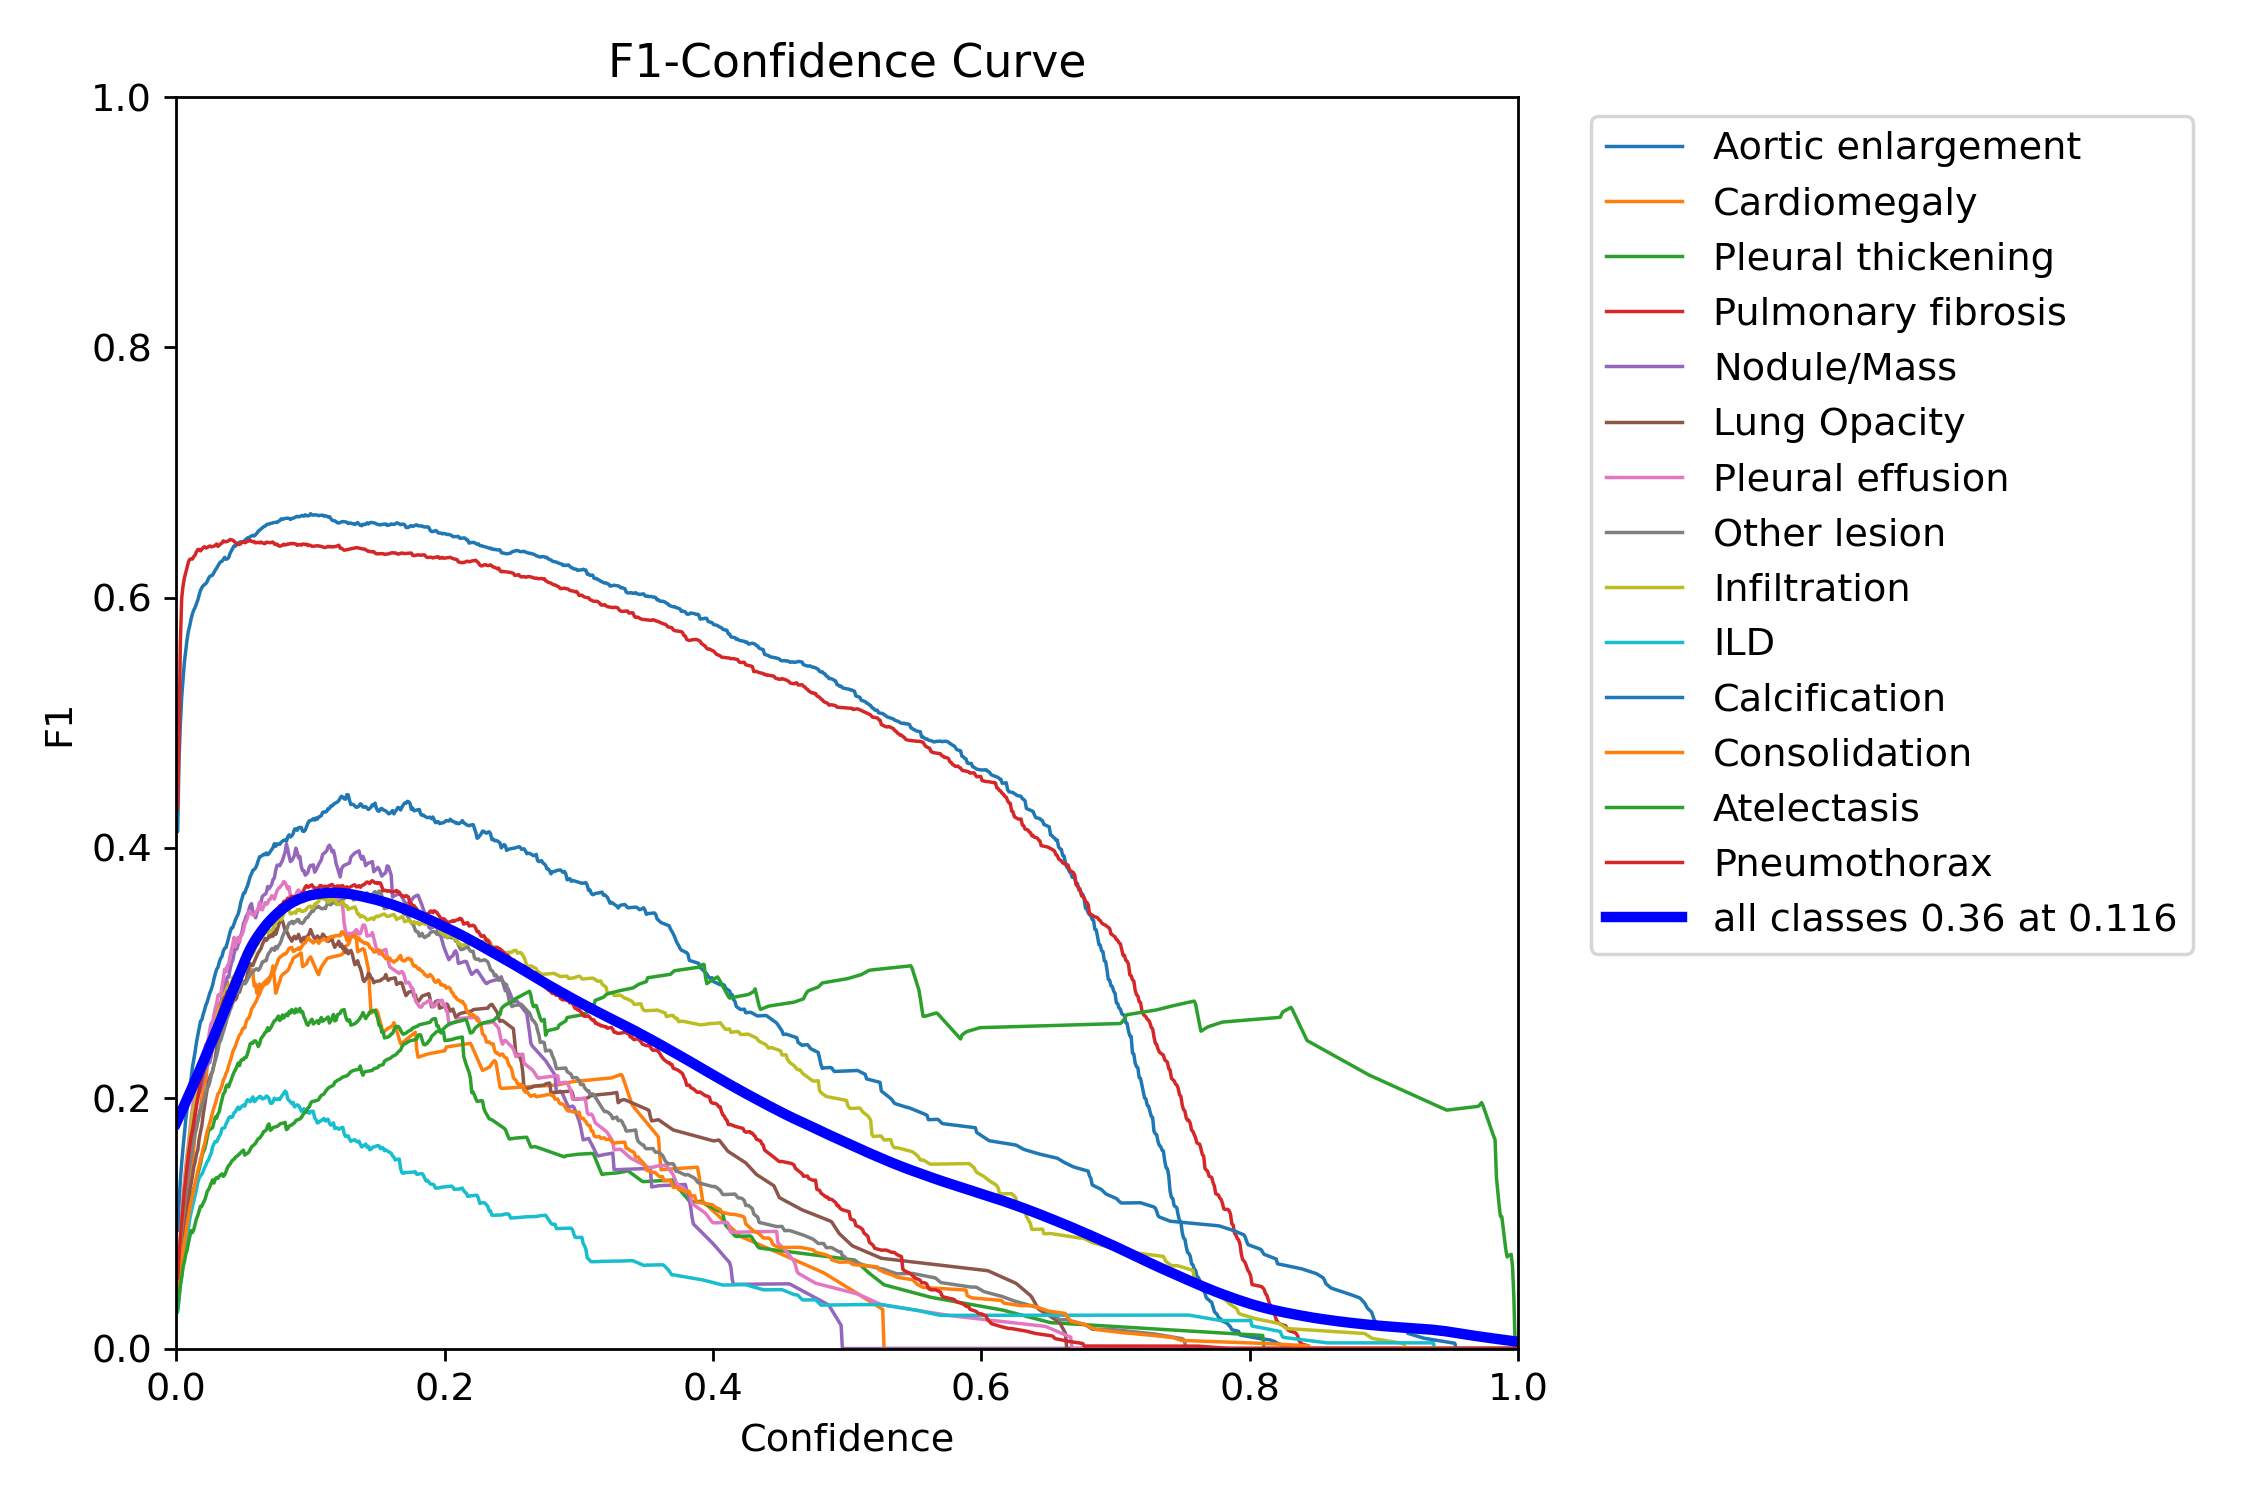 F1-Confidence Curve
1.0
0.8
0.6
0.4
0.2
0.0
F1
0.0 0.2 0.4 0.6 0.8 1.0
Confidence
Aortic enlargement
Cardiomegaly
Pleural thickening
Pulmonary fibrosis
Nodule/Mass
Lung Opacity
Pleural effusion
Other lesion
Infiltration
ILD
Calcification
Consolidation
Atelectasis
Pneumothorax
all classes 0.36 at 0.116